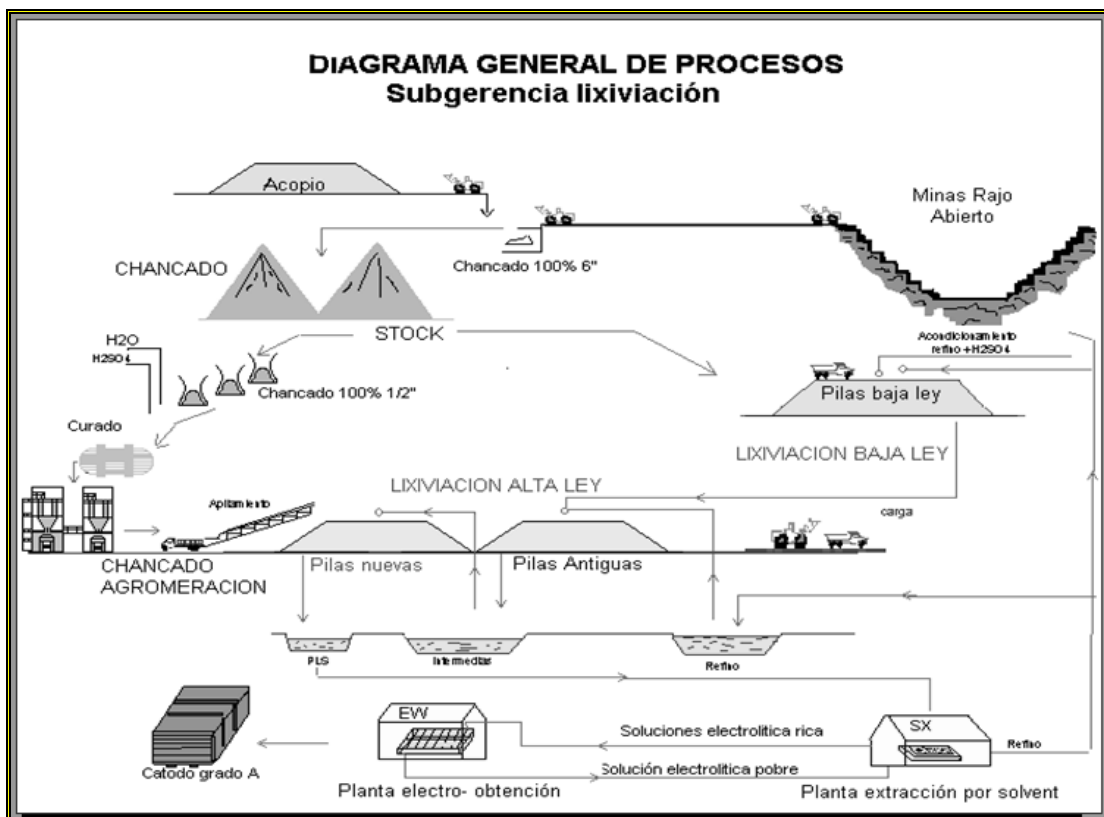 DIAGRAMA GENERAL DE PROCESOS
Subgerencia lixiviación
Acopio
Minas Rajo
Abierto
Chancado 100% 6"
CHANCADO
STOCK
H2O
H2SO4
Chancado 100% 1/2"
Acondicionamiento
refino +H2SO4
Pilas baja ley
Curado
LIXIVIACION BAJA LEY
LIXIVIACION ALTA LEY
Apilamiento
carga
CHANCADO
AGROMERACION
Pilas nuevas
Pilas Antiguas
PLS
Intermedias
Refino
EW
Soluciones electrolitica rica
SX
Refino
Solución electrolitica pobre
Catodo grado A
Planta electro- obtención
Planta extracción por solvent